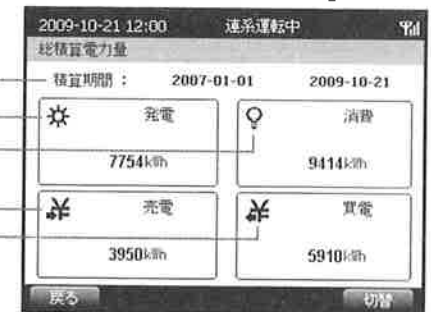 2009-10-21 12:00 連系運転中
総積算電力量
積算期間： 2007-01-01 2009-10-21
発電 消費
7754kWh 9414kWh
売電 買電
3950kWh 5910kWh
戻る 切替